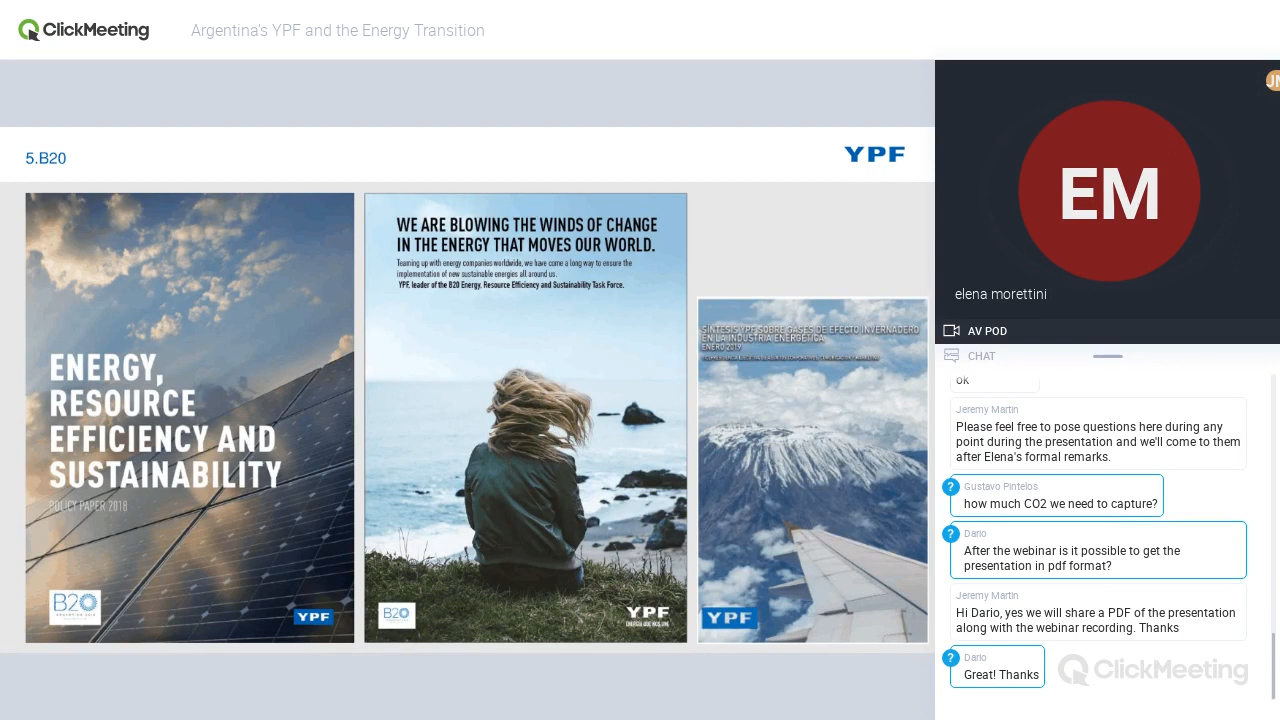 ClickMeeting
Argentina's YPF and the Energy Transition
5.B20
YPF
ENERGY,
RESOURCE
EFFICIENCY AND
SUSTAINABILITY
POLICY PAPER 2018
B20
YPF
WE ARE BLOWING THE WINDS OF CHANGE
IN THE ENERGY THAT MOVES OUR WORLD.
Teaming up with energy companies worldwide, we have come a long way to ensure the
implementation of new sustainable energies all around us.
YPF, leader of the B20 Energy, Resource Efficiency and Sustainability Task Force.
B20
YPF
SÍNTESIS YPF SOBRE GASES DE EFECTO INVERNADERO
EN LA INDUSTRIA ENERGÉTICA
ENERO 2019
YPF
JM
EM
elena morettini
AV POD
CHAT
ok
Jeremy Martin
Please feel free to pose questions here during any
point during the presentation and we'll come to them
after Elena's formal remarks.
?
Gustavo Pintelos
how much CO2 we need to capture?
?
Dario
After the webinar is it possible to get the
presentation in pdf format?
Jeremy Martin
Hi Dario, yes we will share a PDF of the presentation
along with the webinar recording. Thanks
?
Dario
Great! Thanks
ClickMeeting